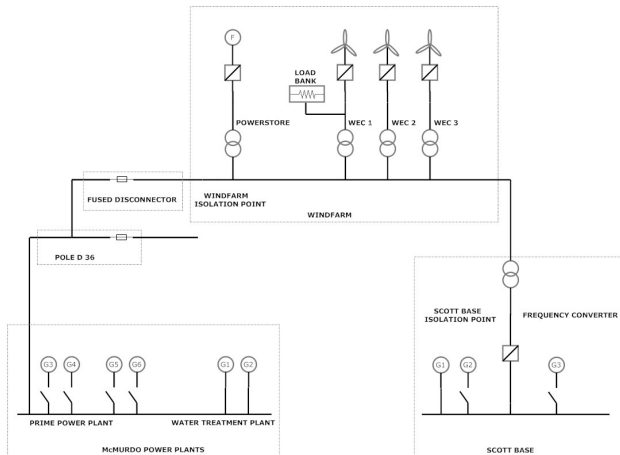 F
LOAD
BANK
POWERSTORE
WEC 1
WEC 2
WEC 3
FUSED DISCONNECTOR
WINDFARM
ISOLATION POINT
WINDFARM
POLE D 36
SCOTT BASE
ISOLATION POINT
FREQUENCY CONVERTER
G3
G4
G5
G6
G1
G2
G1
G2
G3
PRIME POWER PLANT
WATER TREATMENT PLANT
McMURDO POWER PLANTS
SCOTT BASE